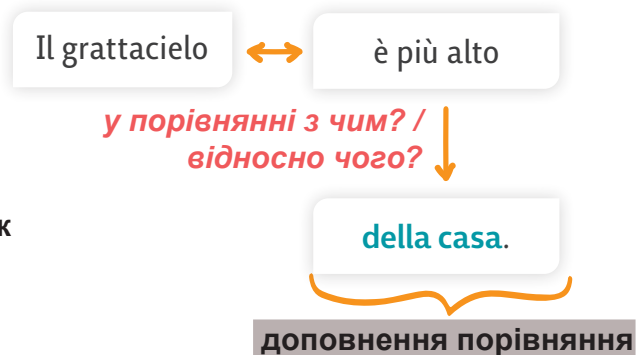 Il grattacielo è più alto
у порівнянні з чим? /
відносно чого?
к
della casa.
доповнення порівняння